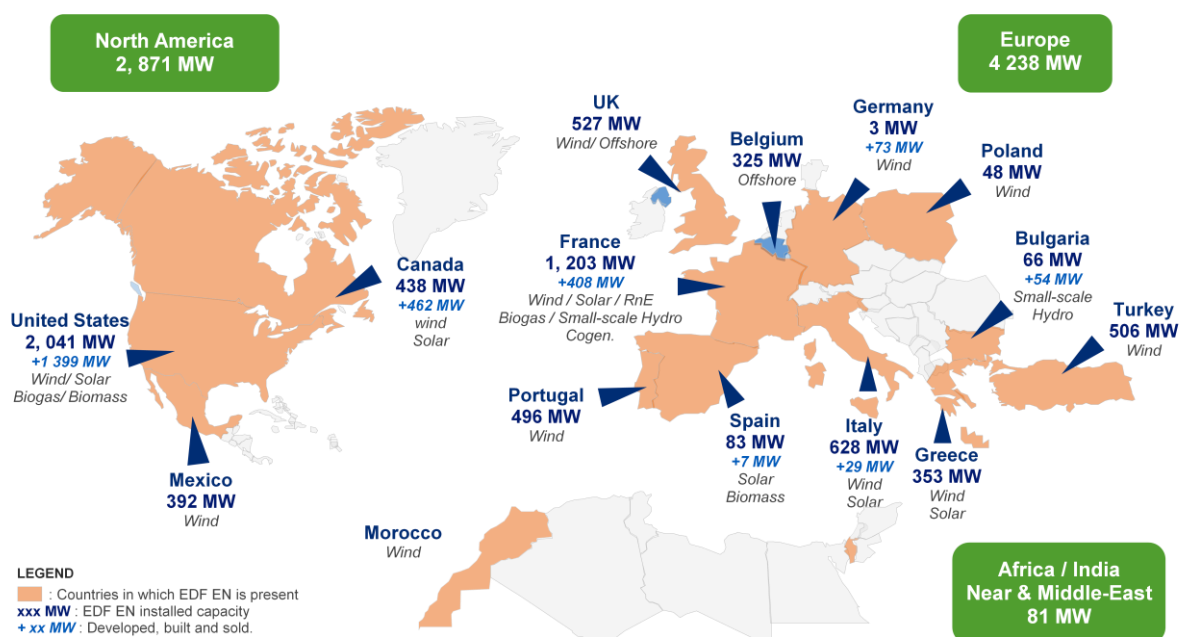 North America
2, 871 MW
Europe
4 238 MW
UK
527 MW
Wind/ Offshore
Belgium
325 MW
Offshore
Germany
3 MW
+73 MW
Wind
Poland
48 MW
Wind
Canada
438 MW
+462 MW
wind
Solar
France
1, 203 MW
+408 MW
Wind / Solar / RnE
Biogas / Small-scale Hydro
Cogen.
Bulgaria
66 MW
+54 MW
Small-scale
Hydro
United States
2, 041 MW
+1 399 MW
Wind/ Solar
Biogas/ Biomass
Turkey
506 MW
Wind
Portugal
496 MW
Wind
Spain
83 MW
+7 MW
Solar
Biomass
Italy
628 MW
+29 MW
Wind
Solar
Greece
353 MW
Wind
Solar
Mexico
392 MW
Wind
Morocco
Wind
Africa / India
Near & Middle-East
81 MW
LEGEND
: Countries in which EDF EN is present
xxx MW : EDF EN installed capacity
+ xx MW : Developed, built and sold.